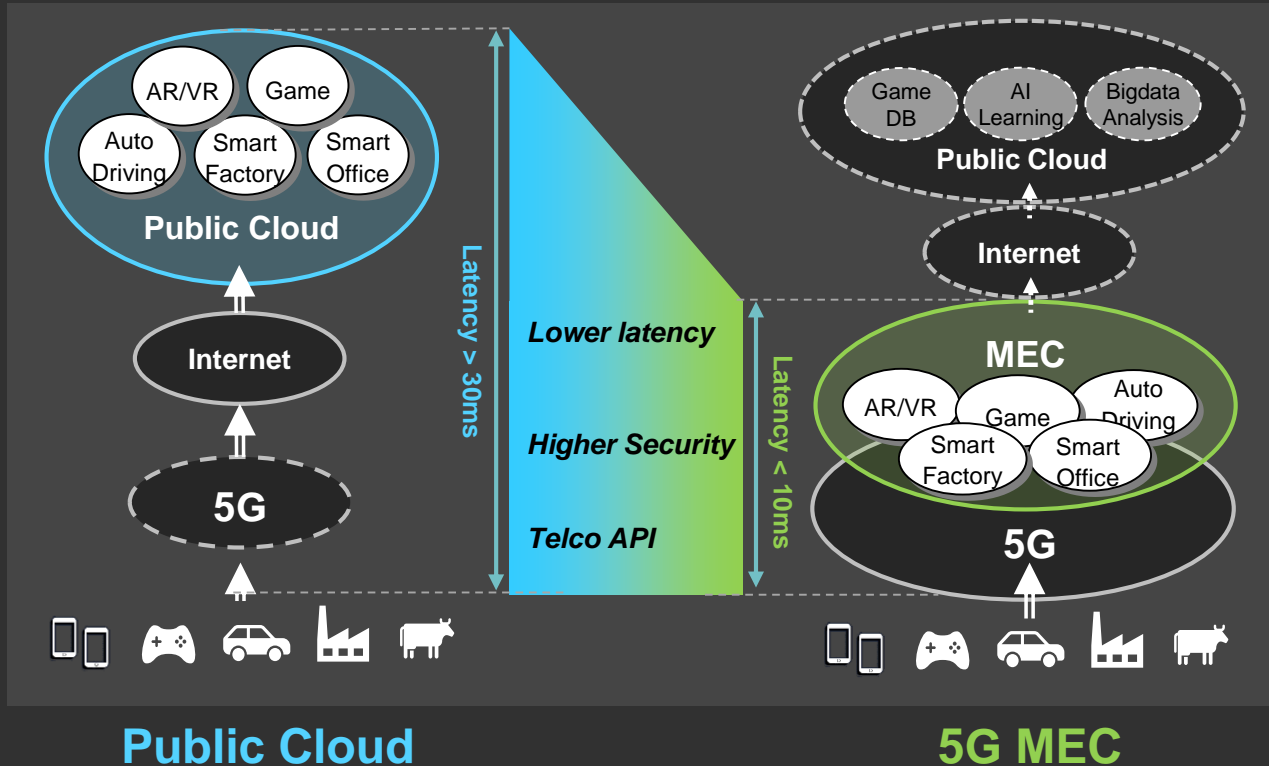 AR/VR
Game
Auto
Driving
Smart
Factory
Smart
Office
Public Cloud
Internet
5G
Latency > 30ms
Lower latency
Higher Security
Telco API
Latency < 10ms
Game
DB
AI
Learning
Bigdata
Analysis
Public Cloud
Internet
MEC
AR/VR
Game
Auto
Driving
Smart
Factory
Smart
Office
5G
Public Cloud
5G MEC